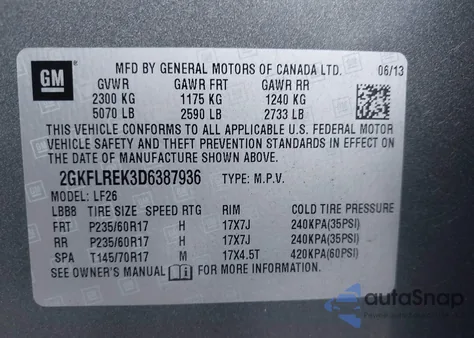 GM
MFD BY GENERAL MOTORS OF CANADA LTD. 06/13
GVWR GAWR FRT GAWR RR
2300 KG 1175 KG 1240 KG
5070 LB 2590 LB 2733 LB
THIS VEHICLE CONFORMS TO ALL APPLICABLE U.S. FEDERAL MOTOR
VEHICLE SAFETY AND THEFT PREVENTION STANDARDS IN EFFECT ON
THE DATE OF MANUFACTURE SHOWN ABOVE.
2GKFLREK3D6387936 TYPE: M.P.V.
MODEL: LF26
LBB8 TIRE SIZE SPEED RTG RIM COLD TIRE PRESSURE
FRT P235/60R17 H 17X7J 240KPA(35PSI)
RR P235/60R17 H 17X7J 240KPA(35PSI)
SPA T145/70R17 M 17X4.5T 420KPA(60PSI)
SEE OWNER'S MANUAL FOR MORE INFORMATION
autoSnap